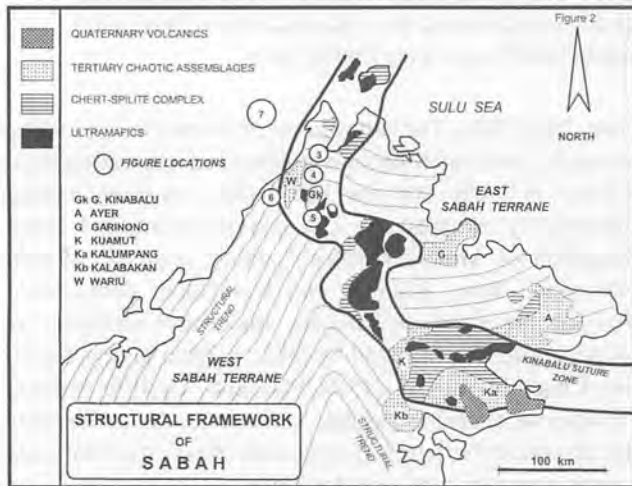 Figure 2
QUATERNARY VOLCANICS
TERTIARY CHAOTIC ASSEMBLAGES
CHERT-SPILITE COMPLEX
ULTRAMAFICS
FIGURE LOCATIONS
Gk G. KINABALU
A AYER
G GARINONO
K KUAMUT
Ka KALUMPANG
Kb KALABAKAN
W WARIU
SULU SEA
NORTH
7
3
4
W
Gk
6
5
EAST
SABAH TERRANE
G
STRUCTURAL
TREND
A
WEST
SABAH TERRANE
K
KINABALU SUTURE
ZONE
Ka
Kb
STRUCTURAL
TREND
STRUCTURAL FRAMEWORK
OF
SABAH
100 km